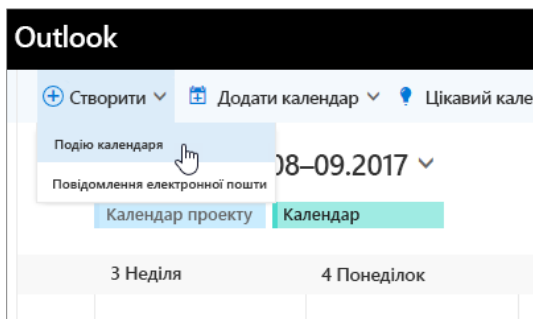 Outlook
Створити Додати календар Цікавий кале
Подію календаря
08–09.2017
Повідомлення електронної пошти
Календар проекту Календар
3 Неділя 4 Понеділок